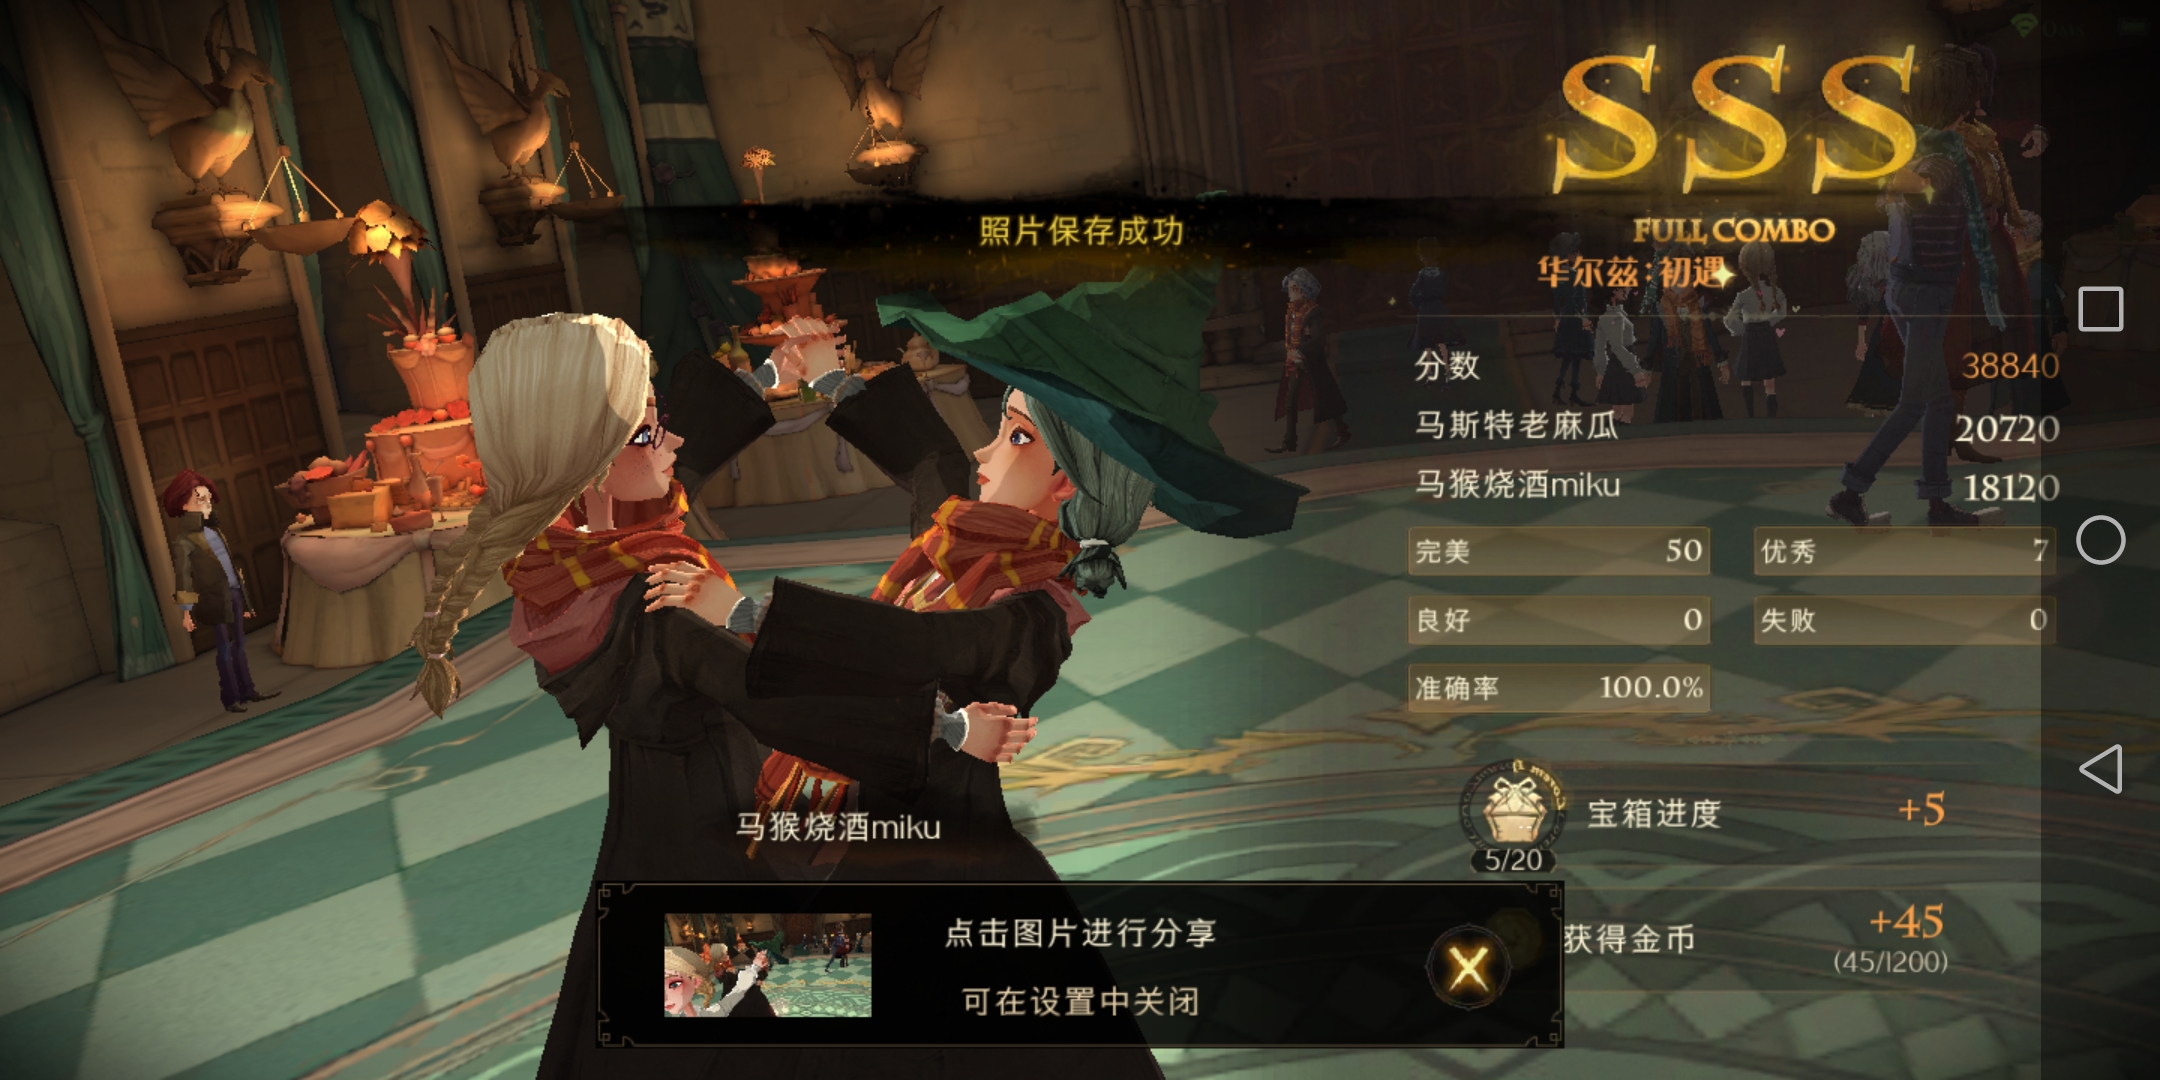 SSS
FULL COMBO
华尔兹：初遇
照片保存成功
分数 38840
马斯特老麻瓜 20720
马猴烧酒miku 18120
完美 50 优秀 7
良好 0 失败 0
准确率 100.0%
宝箱进度 +5
5/20
获得金币 +45
(45/1200)
马猴烧酒miku
点击图片进行分享
可在设置中关闭